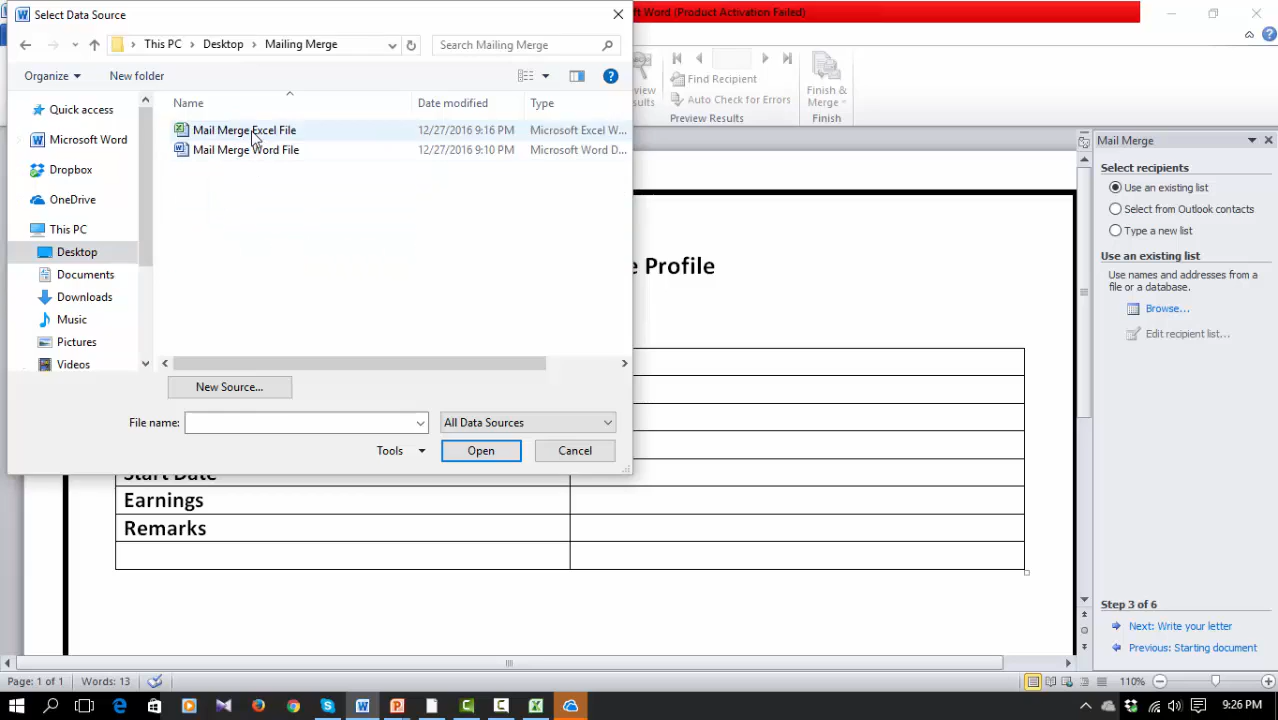 Select Data Source
This PC > Desktop > Mailing Merge
Search Mailing Merge
Organize
New folder
Name
Date modified
Type
Mail Merge Excel File
12/27/2016 9:16 PM
Microsoft Excel W...
Mail Merge Word File
12/27/2016 9:10 PM
Microsoft Word D...
Quick access
Microsoft Word
Dropbox
OneDrive
This PC
Desktop
Documents
Downloads
Music
Pictures
Videos
New Source...
File name:
All Data Sources
Tools
Open
Cancel
Word (Product Activation Failed)
Find Recipient
Auto Check for Errors
Preview Results
Finish &
Merge
Finish
Profile
Earnings
Remarks
Mail Merge
Select recipients
Use an existing list
Select from Outlook contacts
Type a new list
Use an existing list
Use names and addresses from a
file or a database.
Browse...
Edit recipient list...
Step 3 of 6
Next: Write your letter
Previous: Starting document
Page: 1 of 1
Words: 13
110%
9:26 PM